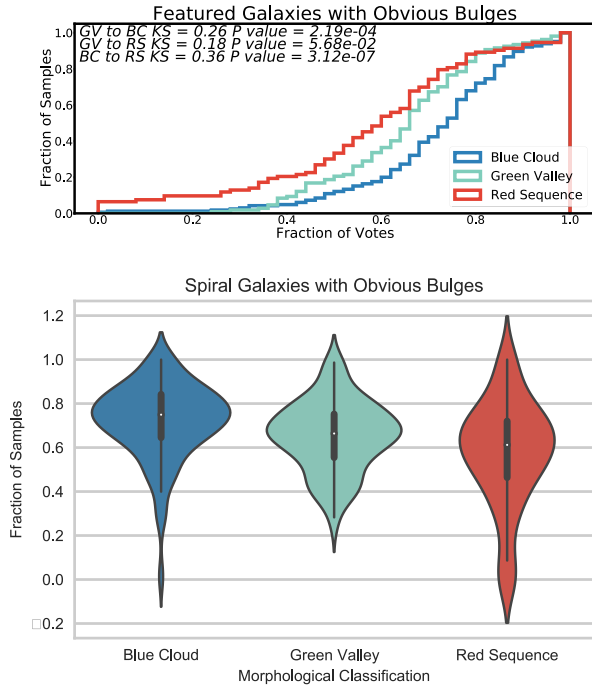 Featured Galaxies with Obvious Bulges
GV to BC KS = 0.26 P value = 2.19e-04
GV to RS KS = 0.18 P value = 5.68e-02
BC to RS KS = 0.36 P value = 3.12e-07
1.0
0.8
0.6
0.4
0.2
0.0
Fraction of Samples
Blue Cloud
Green Valley
Red Sequence
0.0 0.2 0.4 0.6 0.8 1.0
Fraction of Votes
Spiral Galaxies with Obvious Bulges
1.2
1.0
0.8
0.6
0.4
0.2
0.0
□0.2
Fraction of Samples
Blue Cloud Green Valley Red Sequence
Morphological Classification